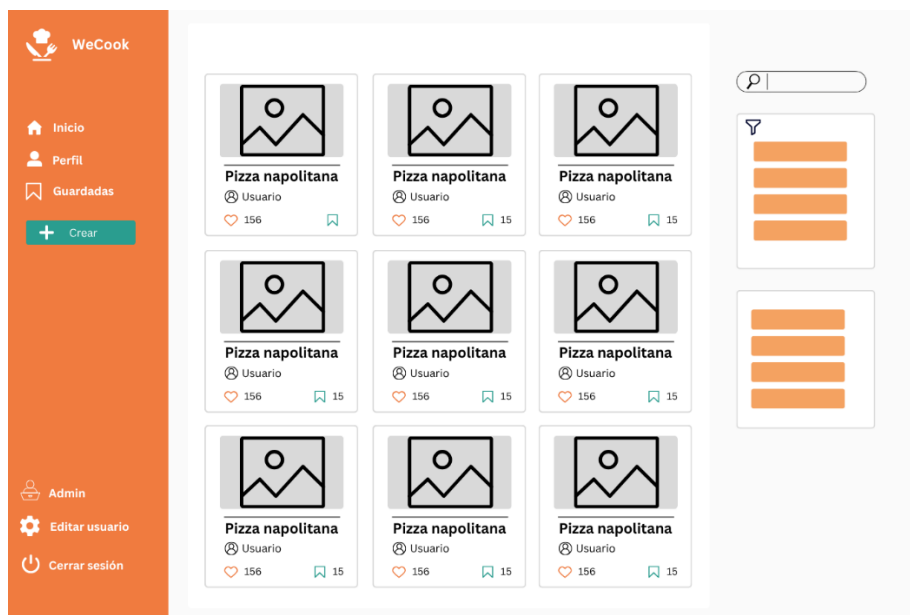 WeCook
Inicio
Perfil
Guardadas
Crear
Admin
Editar usuario
Cerrar sesión
Pizza napolitana
Usuario
156
Pizza napolitana
Usuario
156 15
Pizza napolitana
Usuario
156 15
Pizza napolitana
Usuario
156 15
Pizza napolitana
Usuario
156 15
Pizza napolitana
Usuario
156 15
Pizza napolitana
Usuario
156 15
Pizza napolitana
Usuario
156 15
Pizza napolitana
Usuario
156 15